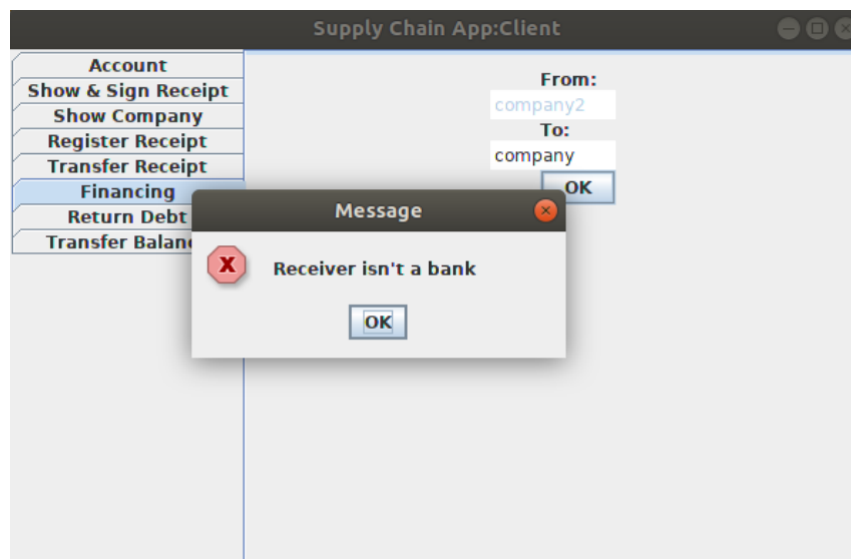 Supply Chain App:Client
Account
Show & Sign Receipt
Show Company
Register Receipt
Transfer Receipt
Financing
Return Debt
Transfer Balan
From:
company2
To:
company
OK
Message
X
Receiver isn't a bank
OK